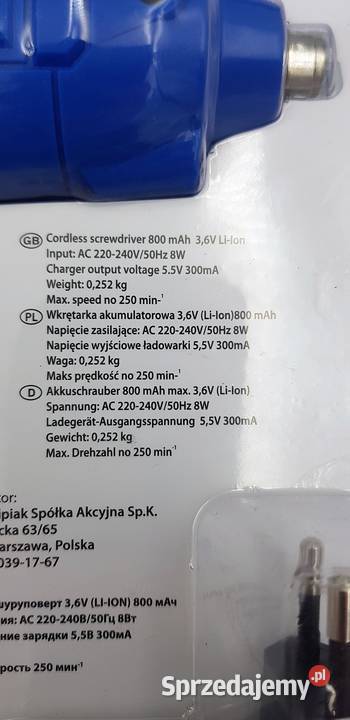 GB Cordless screwdriver 800 mAh 3,6V Li-Ion
Input: AC 220-240V/50Hz 8W
Charger output voltage 5.5V 300mA
Weight: 0,252 kg
Max. speed no 250 min-¹
PL Wkrętarka akumulatorowa 3,6V (Li-Ion)800 mAh
Napięcie zasilające: AC 220-240V/50Hz 8W
Napięcie wyjściowe ładowarki 5,5V 300mA
Waga: 0,252 kg
Maks prędkość no 250 min-¹
D Akkuschrauber 800 mAh max. 3,6V (Li-Ion)
Spannung: AC 220-240V/50Hz 8W
Ladegerät-Ausgangsspannung 5,5V 300mA
Gewicht: 0,252 kg
Max. Drehzahl no 250 min⁻¹
tor:
ipiak Spółka Akcyjna Sp.K.
cka 63/65
arszawa, Polska
039-17-67
шуруповерт 3,6V (LI-ION) 800 мАч
ия: AC 220-240В/50Гц 8Вт
ние зарядки 5,5В 300мА
рость 250 мин⁻¹
Sprzedajemy.pl